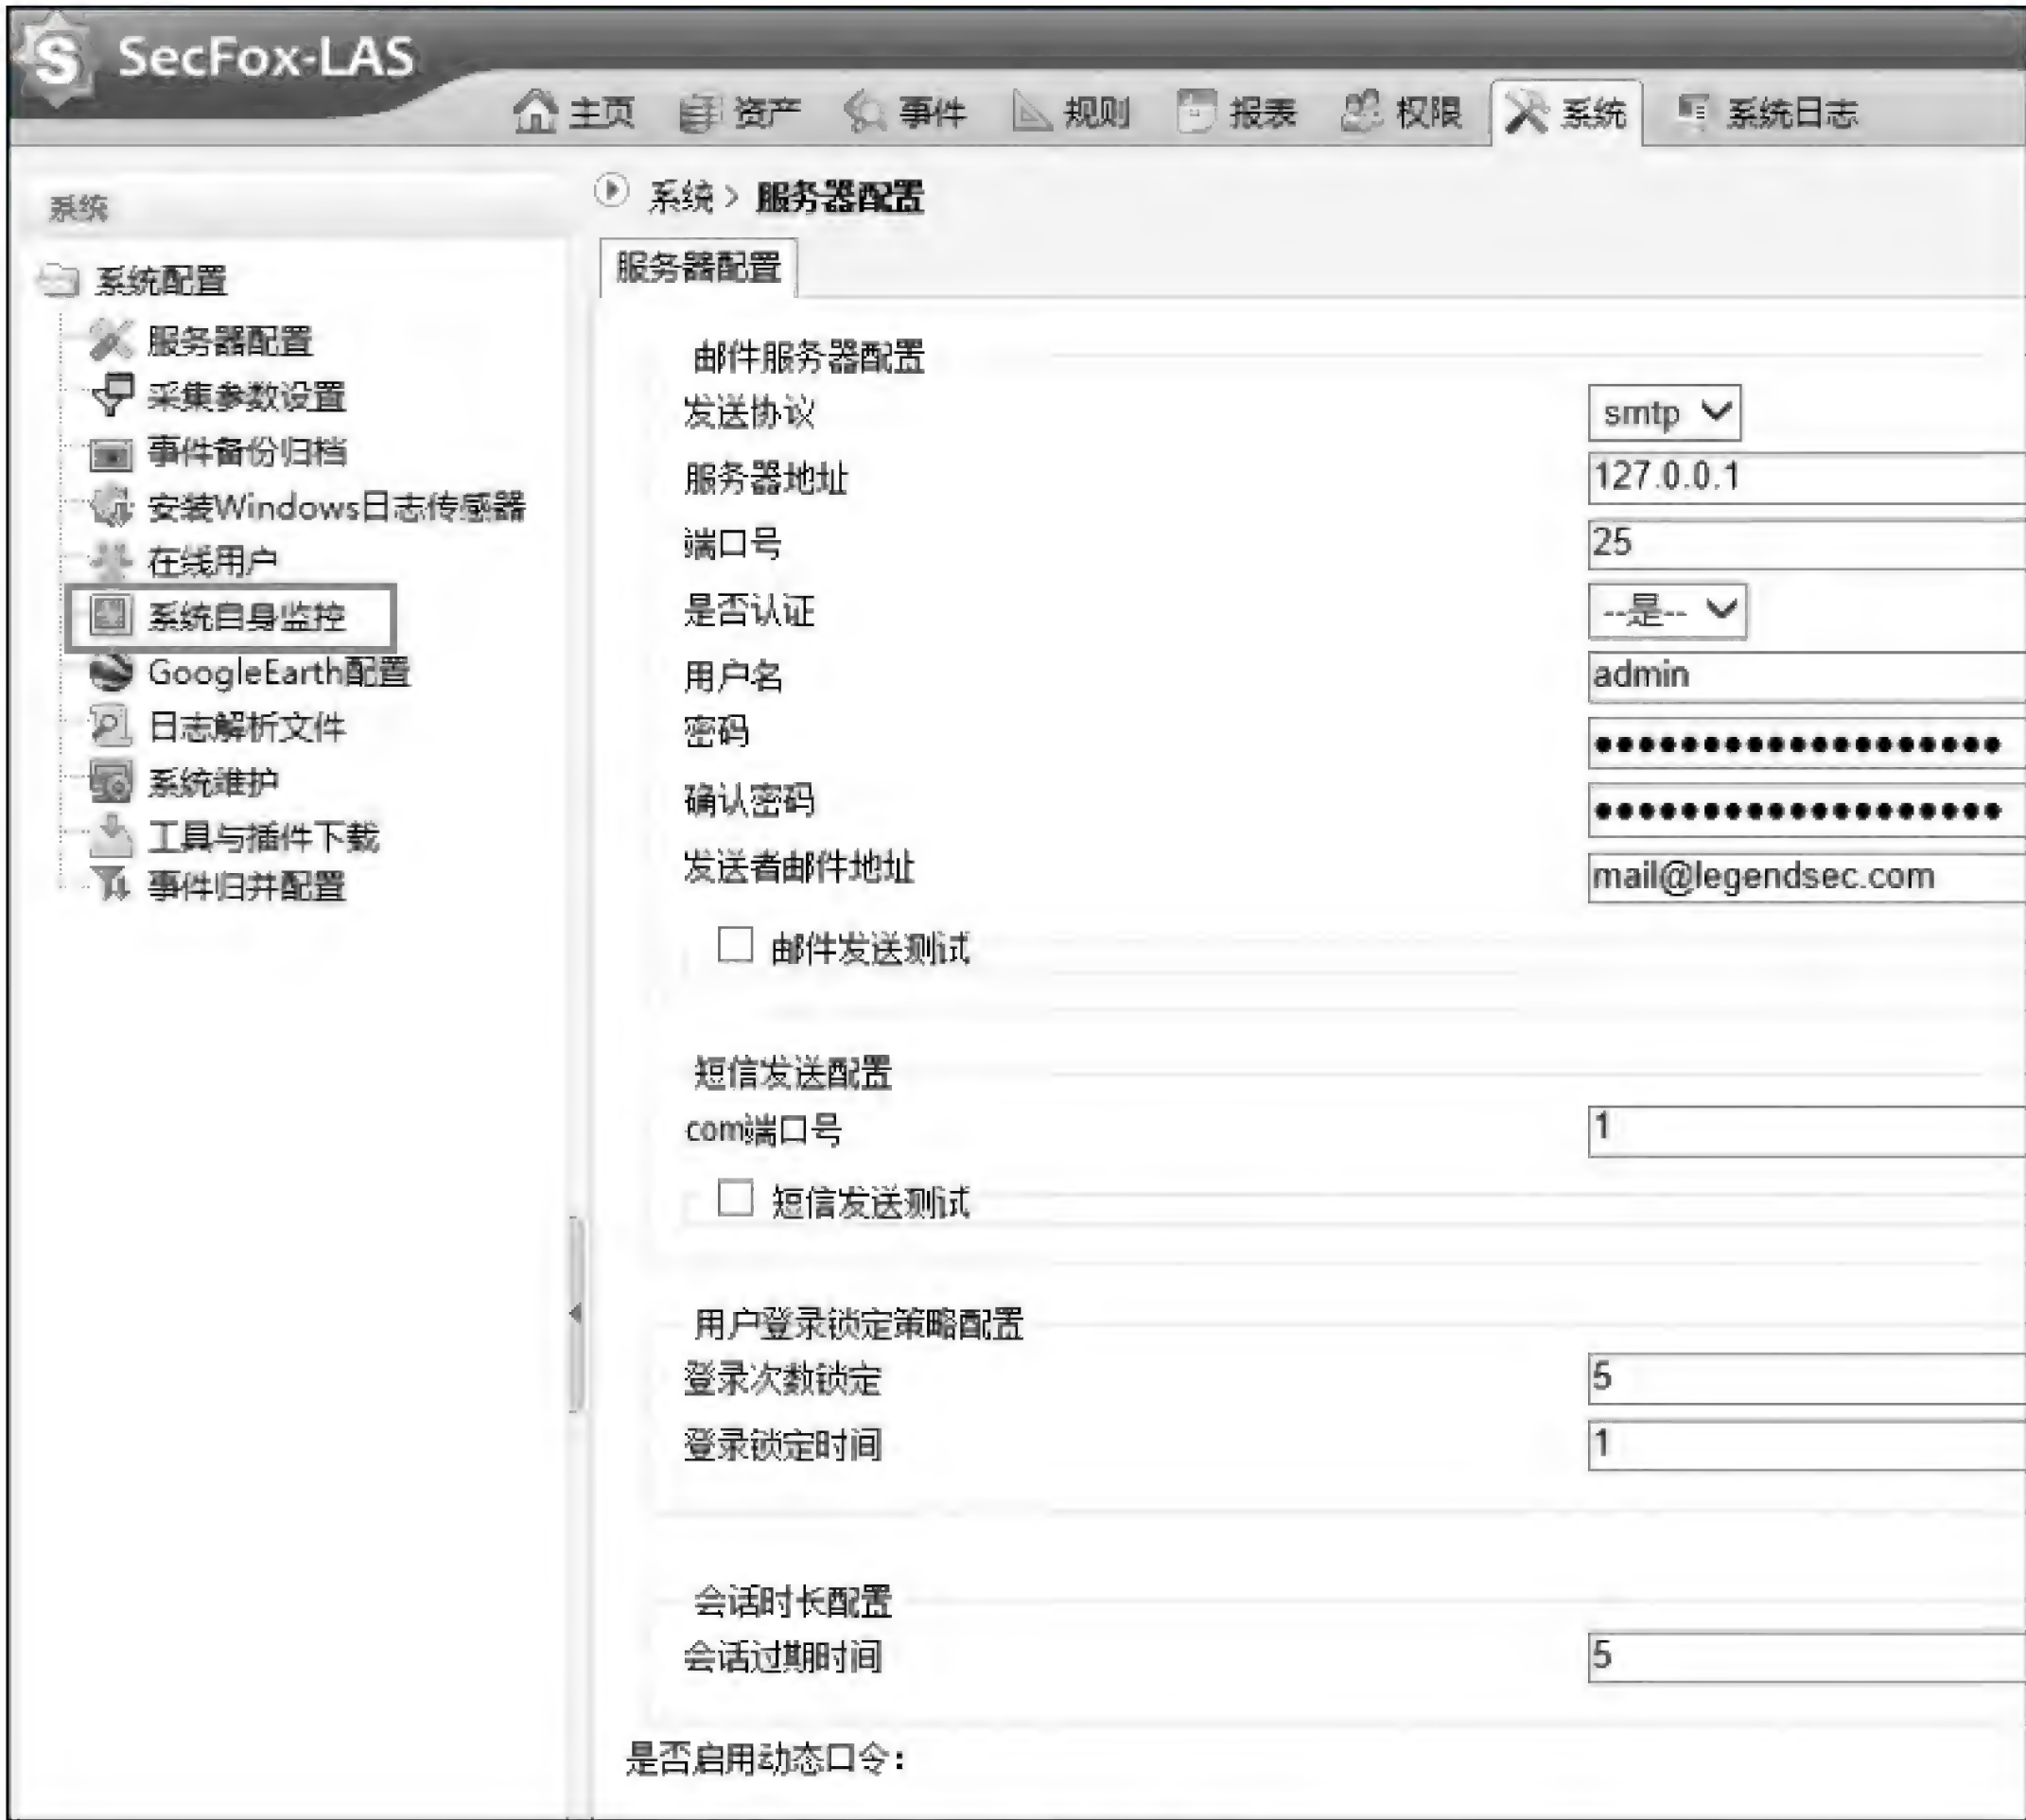 SecFox-LAS
主页 资产 事件 规则 报表 权限 系统 系统日志
系统
系统配置
服务器配置
采集参数设置
事件备份归档
安装Windows日志传感器
在线用户
系统自身监控
GoogleEarth配置
日志解析文件
系统维护
工具与插件下载
事件归并配置
系统 > 服务器配置
服务器配置
邮件服务器配置
发送协议 smtp
服务器地址 127.0.0.1
端口号 25
是否认证 --是--
用户名 admin
密码 ●●●●●●●●●●●●●●●●●●●
确认密码 ●●●●●●●●●●●●●●●●●●●
发送者邮件地址 mail@legendsec.com
邮件发送测试
短信发送配置
com端口号 1
短信发送测试
用户登录锁定策略配置
登录次数锁定 5
登录锁定时间 1
会话时长配置
会话过期时间 5
是否启用动态口令：